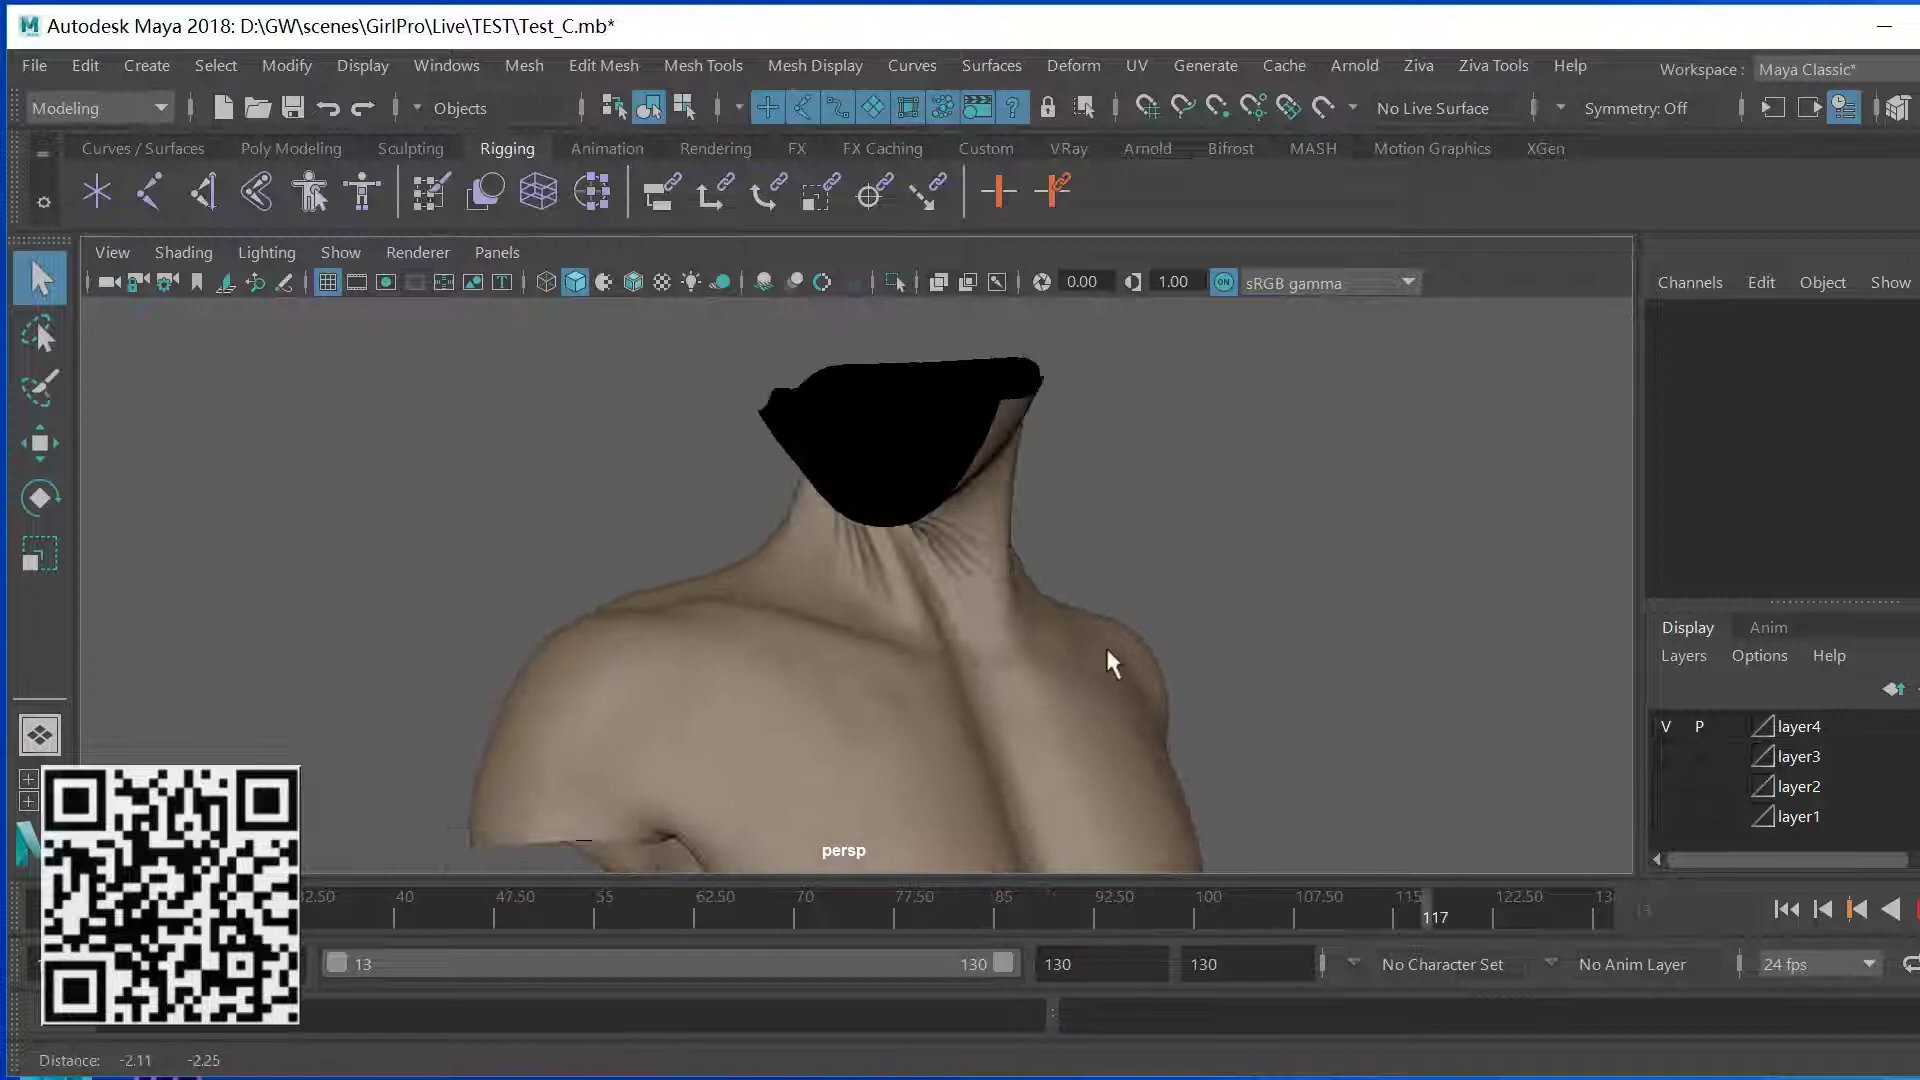 Autodesk Maya 2018: D:\GW\scenes\GirlPro\Live\TEST\Test_C.mb*
File Edit Create Select Modify Display Windows Mesh Edit Mesh Mesh Tools Mesh Display Curves Surfaces Deform UV Generate Cache Arnold Ziva Ziva Tools Help Workspace : Maya Classic*
Modeling Objects No Live Surface Symmetry: Off
Curves / Surfaces Poly Modeling Sculpting Rigging Animation Rendering FX FX Caching Custom VRay Arnold Bifrost MASH Motion Graphics XGen
View Shading Lighting Show Renderer Panels
0.00 1.00 ON sRGB gamma
Channels Edit Object Show
Display Anim
Layers Options Help
V P layer4
layer3
layer2
layer1
persp
32.50 40 47.50 55 62.50 70 77.50 85 92.50 100 107.50 115 122.50 13
117
13 130 130 130 No Character Set No Anim Layer 24 fps
Distance: -2.11 -2.25